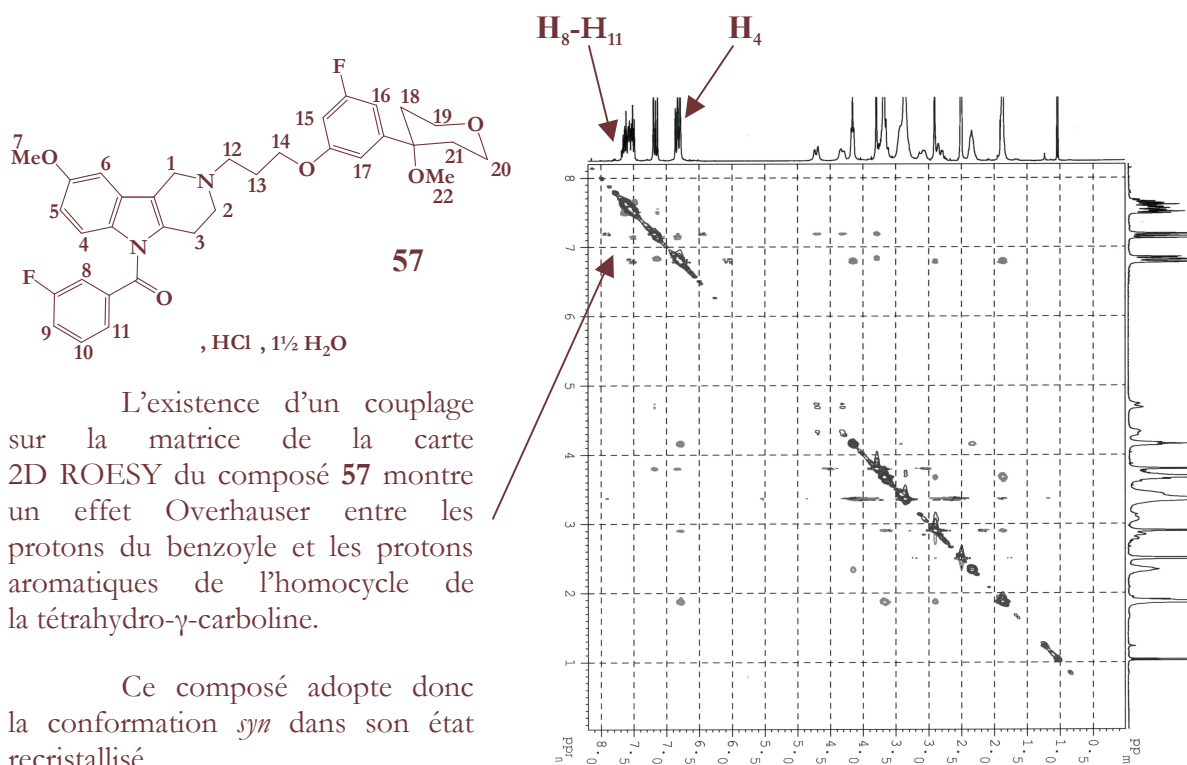 H8-H11
H4
F
16
18
15
19
O
14
21
20
7
12
MeO
6
1
O
17
OMe
13
22
N
5
2
4
3
N
57
F
8
O
9
11
10
, HCl , 1½ H2O
L'existence d'un couplage
sur la matrice de la carte
2D ROESY du composé 57 montre
un effet Overhauser entre les
protons du benzoyle et les protons
aromatiques de l'homocycle de
la tétrahydro-γ-carboline.
Ce composé adopte donc
la conformation syn dans son état
recristallisé
8
7
6
5
4
3
2
1
ppm
8.0
7.5
7.0
6.5
6.0
5.5
5.0
4.5
4.0
3.5
3.0
2.5
2.0
1.5
1.0
0.5
ppm